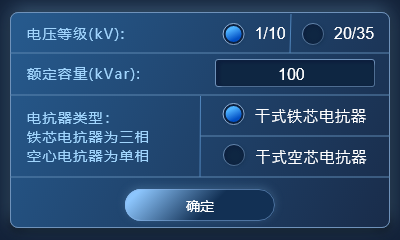 电压等级(kV): 1/10 20/35
额定容量(kVar): 100
电抗器类型:
铁芯电抗器为三相
空心电抗器为单相
干式铁芯电抗器
干式空芯电抗器
确定